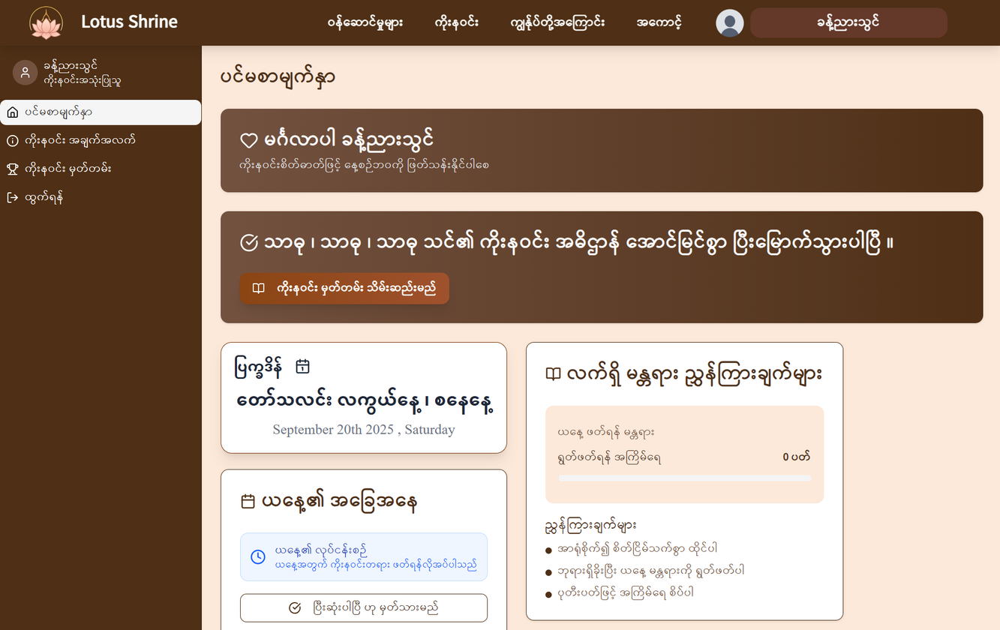 Lotus Shrine
ဝန်ဆောင်မှုများ
ကိုးနဝင်း
ကျွန်ုပ်တို့အကြောင်း
အကောင့်
ခန့်ညားသွင်
ခန့်ညားသွင်
ကိုးနဝင်းအသုံးပြုသူ
ပင်မစာမျက်နှာ
ကိုးနဝင်း အချက်အလက်
ကိုးနဝင်း မှတ်တမ်း
ထွက်ရန်
ပင်မစာမျက်နှာ
မင်္ဂလာပါ ခန့်ညားသွင်
ကိုးနဝင်းစိတ်ဓာတ်ဖြင့် နေ့စဉ်ဘဝကို ဖြတ်သန်းနိုင်ပါစေ
သာဓု ၊ သာဓု ၊ သာဓု သင်၏ ကိုးနဝင်း အဓိဌာန် အောင်မြင်စွာ ပြီးမြောက်သွားပါပြီ ။
ကိုးနဝင်း မှတ်တမ်း သိမ်းဆည်းမည်
ပြက္ခဒိန်
တော်သလင်း လကွယ်နေ့ ၊ စနေနေ့
September 20th 2025 , Saturday
ယနေ့၏ အခြေအနေ
ယနေ့၏ လုပ်ငန်းစဉ်
ယနေ့အတွက် ကိုးနဝင်းတရား ဖတ်ရန်လိုအပ်ပါသည်
ပြီးဆုံးပါပြီ ဟု မှတ်သားမည်
လက်ရှိ မန္တရား ညွှန်ကြားချက်များ
ယနေ့ ဖတ်ရန် မန္တရား
ရွတ်ဖတ်ရန် အကြိမ်ရေ 0 ပတ်
ညွှန်ကြားချက်များ
အာရုံစိုက်၍ စိတ်ငြိမ်သက်စွာ ထိုင်ပါ
ဘုရားရှိခိုးပြီး ယနေ့ မန္တရားကို ရွတ်ဖတ်ပါ
ပုတီးပတ်ဖြင့် အကြိမ်ရေ စိပ်ပါ